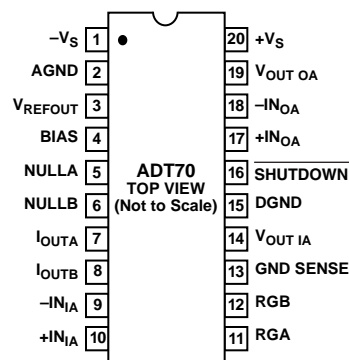 –VS 1 20 +VS
AGND 2 19 VOUT OA
VREFOUT 3 18 –INOA
BIAS 4 17 +INOA
NULLA 5 ADT70 16 SHUTDOWN
NULLB 6 TOP VIEW 15 DGND
(Not to Scale)
IOUTA 7 14 VOUT IA
IOUTB 8 13 GND SENSE
–INIA 9 12 RGB
+INIA 10 11 RGA